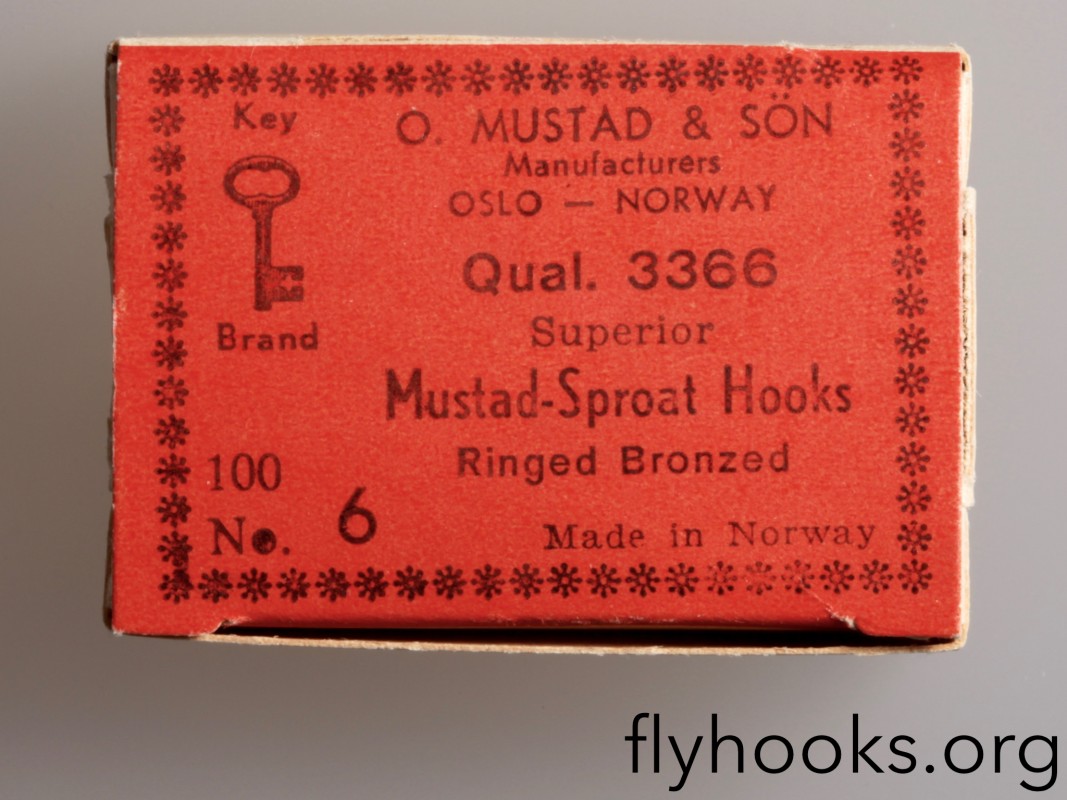 Key
Brand
O. MUSTAD & SÖN
Manufacturers
OSLO — NORWAY
Qual. 3366
Superior
Mustad-Sproat Hooks
Ringed Bronzed
100
No. 6
Made in Norway
flyhooks.org